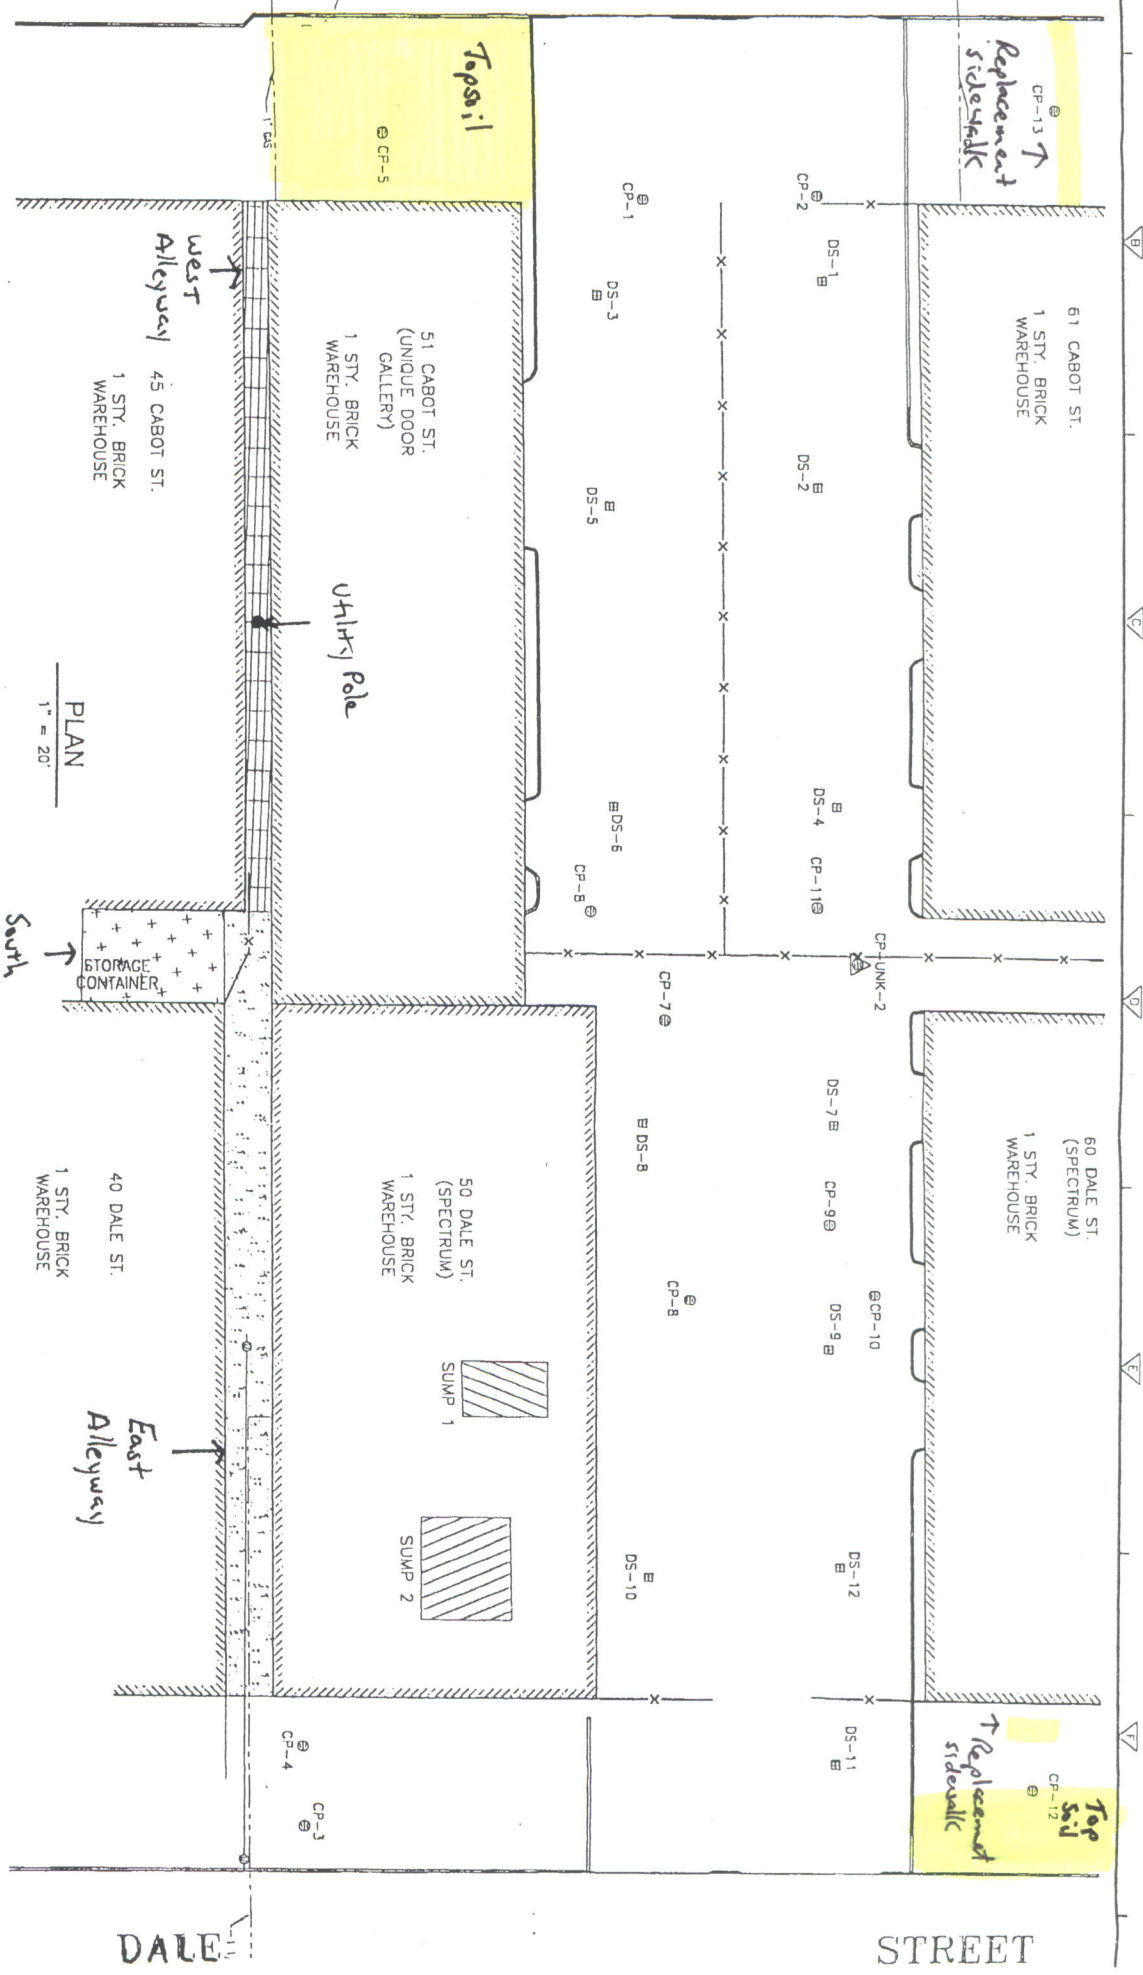 Replacement
sidewalk
CP-13
Topsoil
1" GAS
CP-5
CP-1
CP-2
DS-1
DS-3
West
Alleyway
45 CABOT ST.
1 STY. BRICK
WAREHOUSE
51 CABOT ST.
(UNIQUE DOOR
GALLERY)
1 STY. BRICK
WAREHOUSE
61 CABOT ST.
1 STY. BRICK
WAREHOUSE
B
DS-2
DS-5
Utility Pole
C
PLAN
1" = 20'
DS-4
DS-6
CP-11
CP-8
CP-UNK-2
South
STORAGE
CONTAINER
CP-7
D
DS-7
DS-8
CP-9
CP-10
CP-8
DS-9
60 DALE ST.
(SPECTRUM)
1 STY. BRICK
WAREHOUSE
50 DALE ST.
(SPECTRUM)
1 STY. BRICK
WAREHOUSE
40 DALE ST.
1 STY. BRICK
WAREHOUSE
E
SUMP 1
SUMP 2
East
Alleyway
DS-10
DS-12
F
DS-11
CP-4
CP-3
Replacemet
sidewalk
CP-12
Top
Soil
DALE
STREET